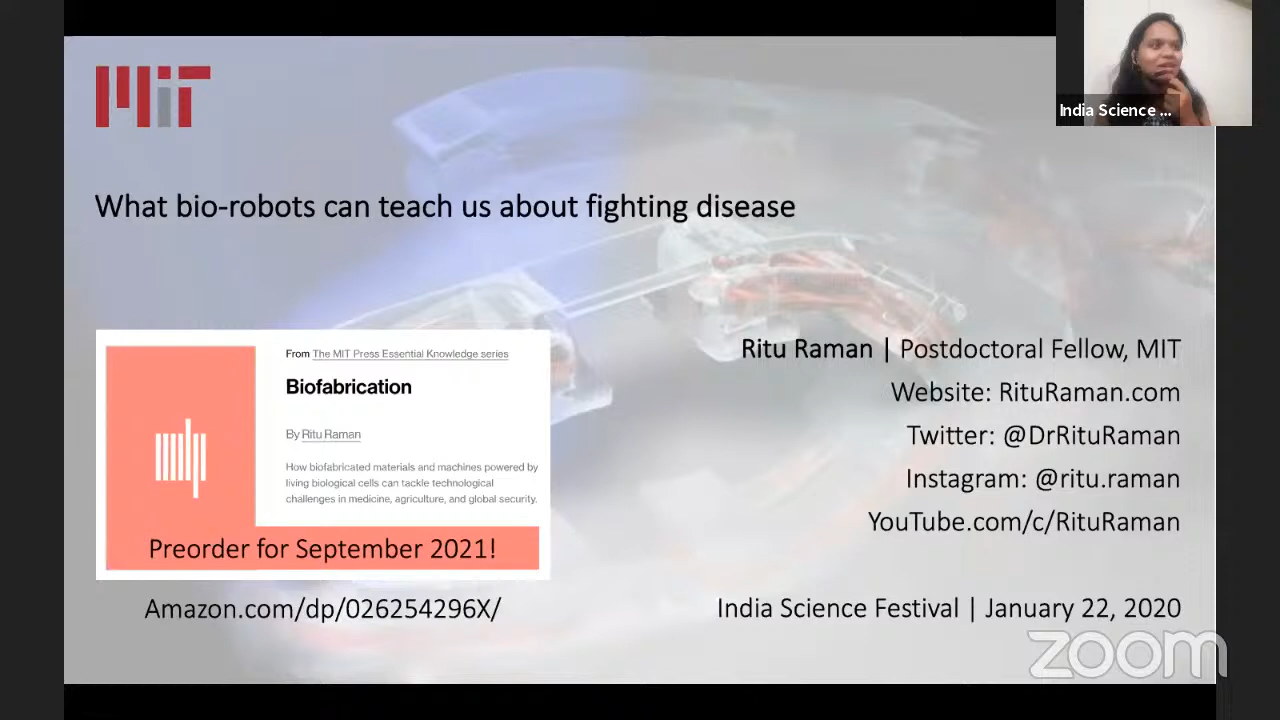 MIT
India Science ...
What bio-robots can teach us about fighting disease
From The MIT Press Essential Knowledge series
Biofabrication
By Ritu Raman
How biofabricated materials and machines powered by
living biological cells can tackle technological
challenges in medicine, agriculture, and global security.
Preorder for September 2021!
Amazon.com/dp/026254296X/
Ritu Raman | Postdoctoral Fellow, MIT
Website: RituRaman.com
Twitter: @DrRituRaman
Instagram: @ritu.raman
YouTube.com/c/RituRaman
India Science Festival | January 22, 2020
zoom